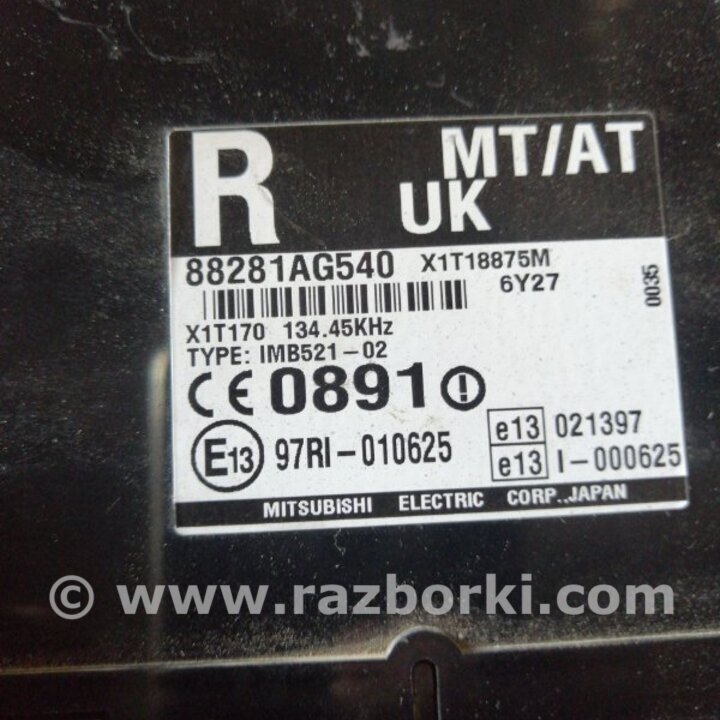 R MT/AT
UK
88281AG540 X1T18875M
6Y27
0035
X1T170 134.45KHz
TYPE: IMB521-02
CE 0891
E13 97RI-010625
e13 021397
e13 I-000625
MITSUBISHI ELECTRIC CORP.,JAPAN
© www.razborki.com